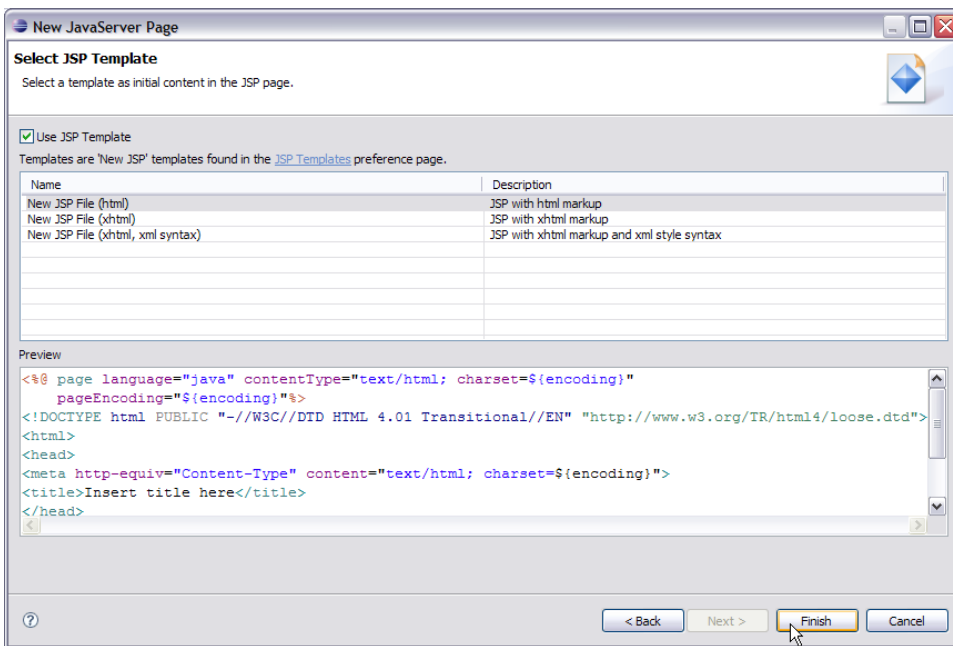 New JavaServer Page
Select JSP Template
Select a template as initial content in the JSP page.
Use JSP Template
Templates are 'New JSP' templates found in the JSP Templates preference page.
Name Description
New JSP File (html) JSP with html markup
New JSP File (xhtml) JSP with xhtml markup
New JSP File (xhtml, xml syntax) JSP with xhtml markup and xml style syntax
Preview
<%@ page language="java" contentType="text/html; charset=${encoding}"
    pageEncoding="${encoding}"%>
<!DOCTYPE html PUBLIC "-//W3C//DTD HTML 4.01 Transitional//EN" "http://www.w3.org/TR/html4/loose.dtd">
<html>
<head>
<meta http-equiv="Content-Type" content="text/html; charset=${encoding}">
<title>Insert title here</title>
</head>
? < Back Next > Finish Cancel